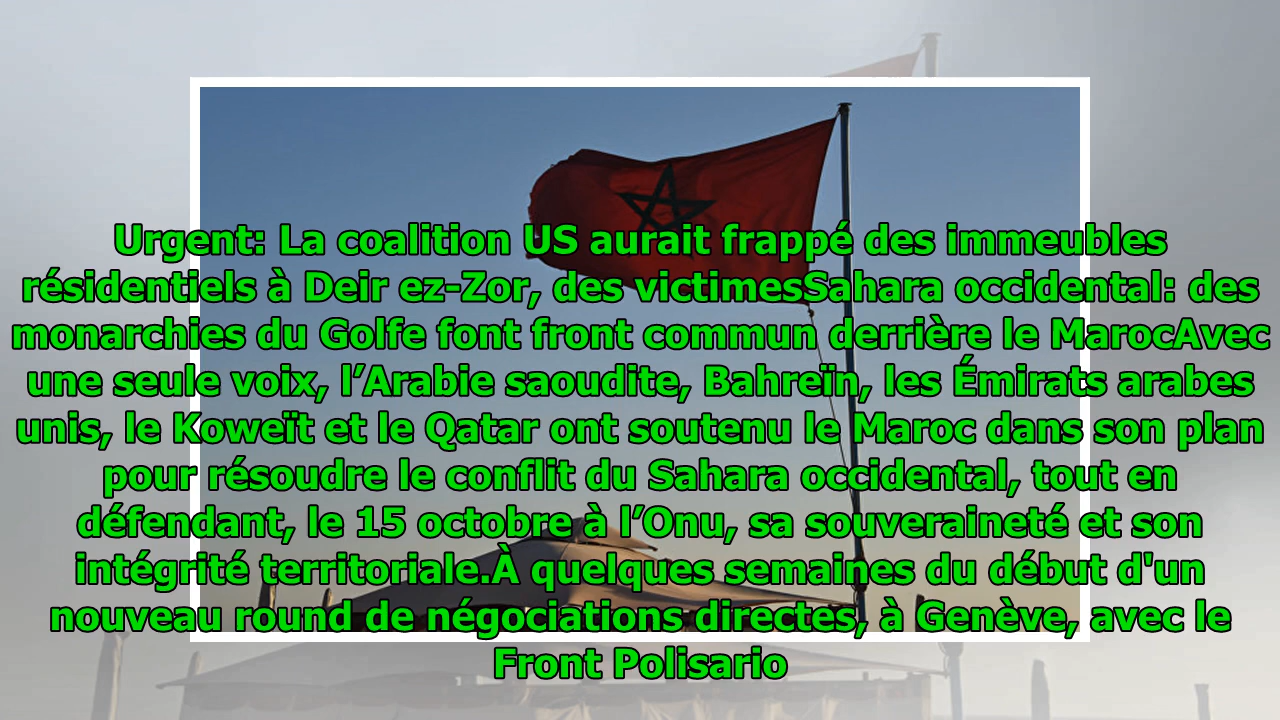 Urgent: La coalition US aurait frappé des immeubles
résidentiels à Deir ez-Zor, des victimesSahara occidental: des
monarchies du Golfe font front commun derrière le MarocAvec
une seule voix, l’Arabie saoudite, Bahreïn, les Émirats arabes
unis, le Koweït et le Qatar ont soutenu le Maroc dans son plan
pour résoudre le conflit du Sahara occidental, tout en
défendant, le 15 octobre à l’Onu, sa souveraineté et son
intégrité territoriale.À quelques semaines du début d'un
nouveau round de négociations directes, à Genève, avec le
Front Polisario